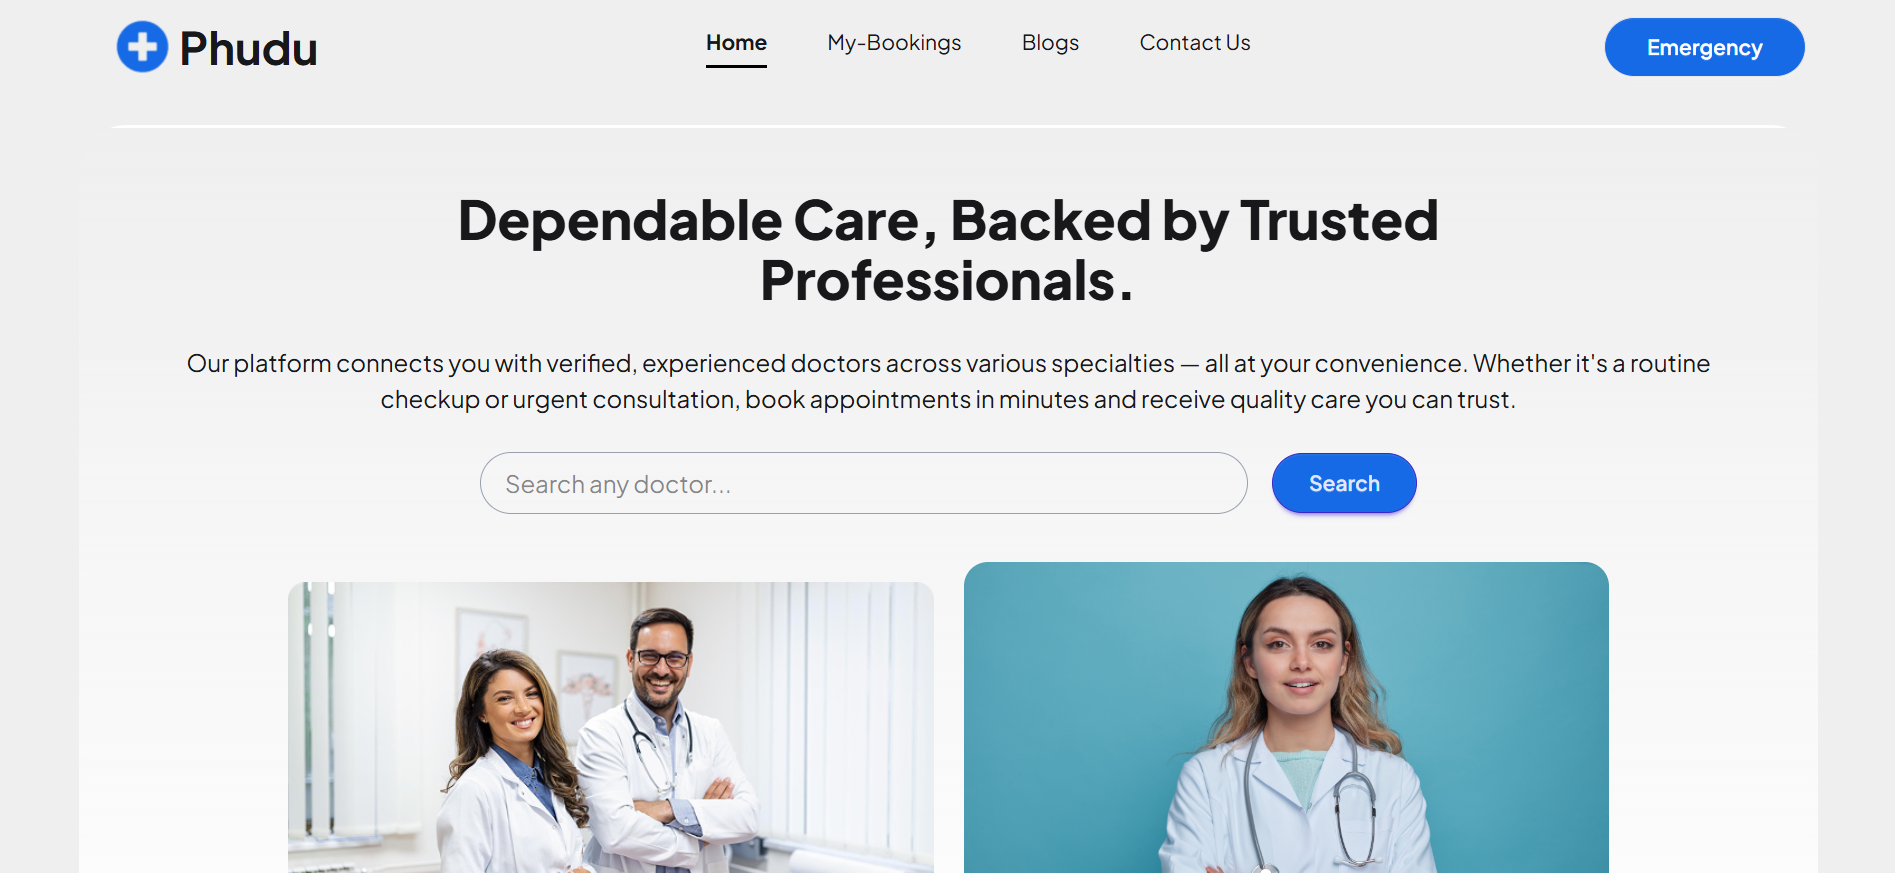 Phudu
Home
My-Bookings
Blogs
Contact Us
Emergency
Dependable Care, Backed by Trusted
Professionals.
Our platform connects you with verified, experienced doctors across various specialties — all at your convenience. Whether it's a routine
checkup or urgent consultation, book appointments in minutes and receive quality care you can trust.
Search any doctor...
Search